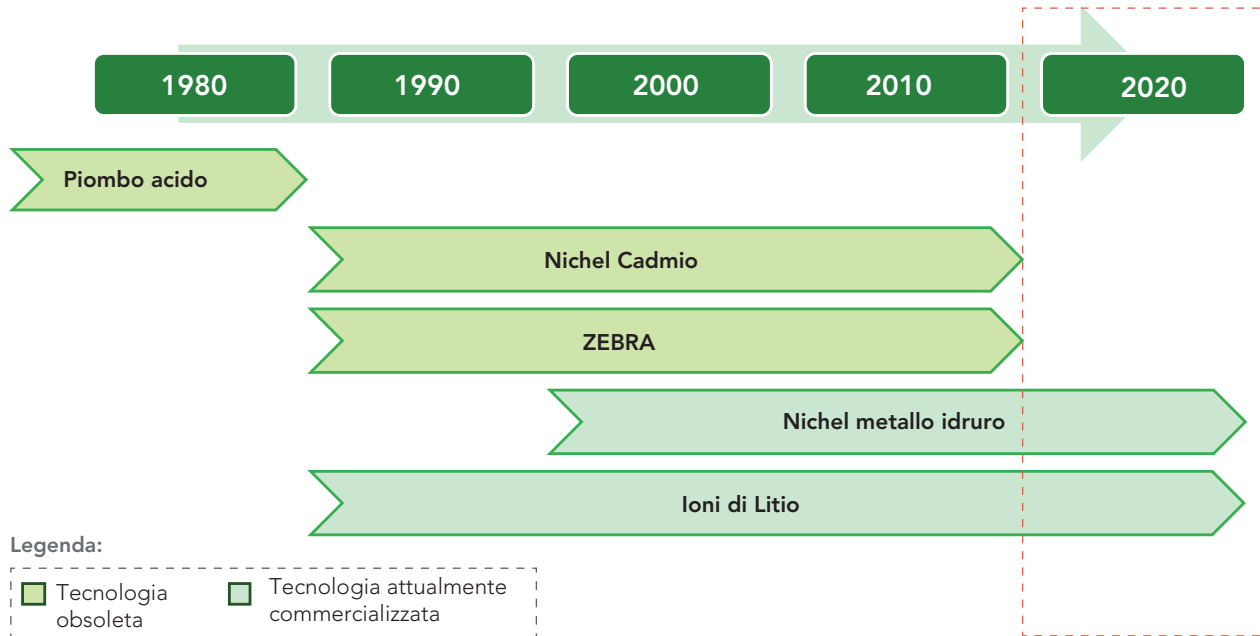 1980
1990
2000
2010
2020
Piombo acido
Nichel Cadmio
ZEBRA
Nichel metallo idruro
Ioni di Litio
Legenda:
Tecnologia
obsoleta
Tecnologia attualmente
commercializzata